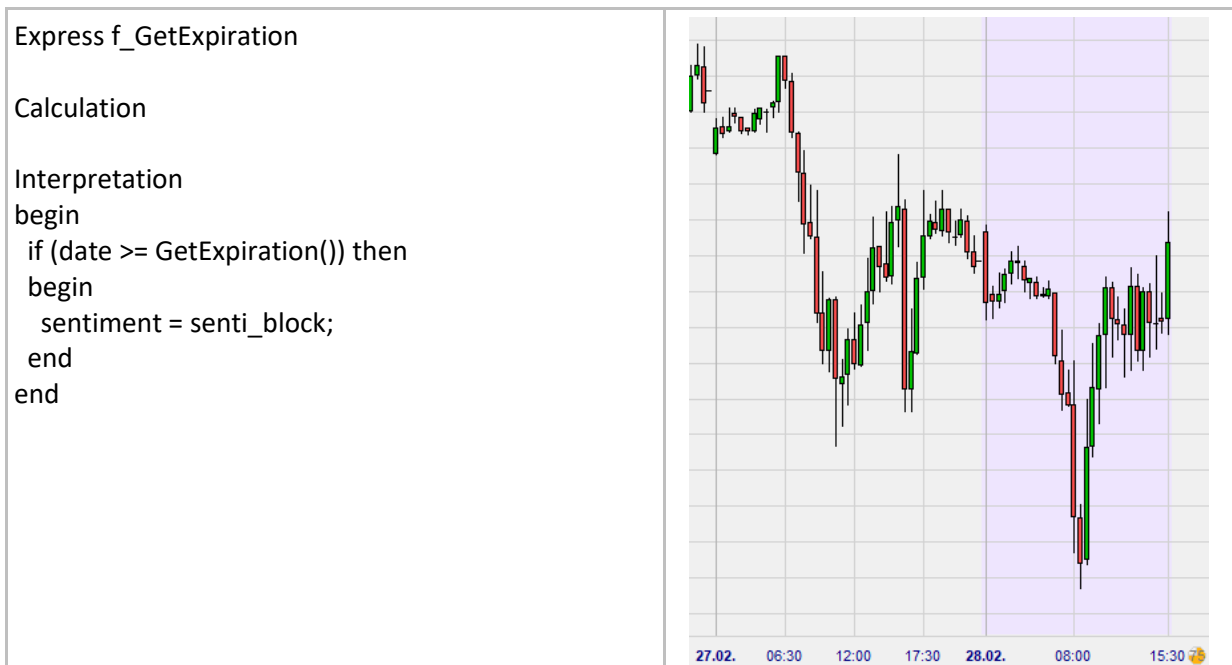 Express f_GetExpiration
Calculation
Interpretation
begin
if (date >= GetExpiration()) then
begin
sentiment = senti_block;
end
end
27.02. 06:30 12:00 17:30 28.02. 08:00 15:30 75